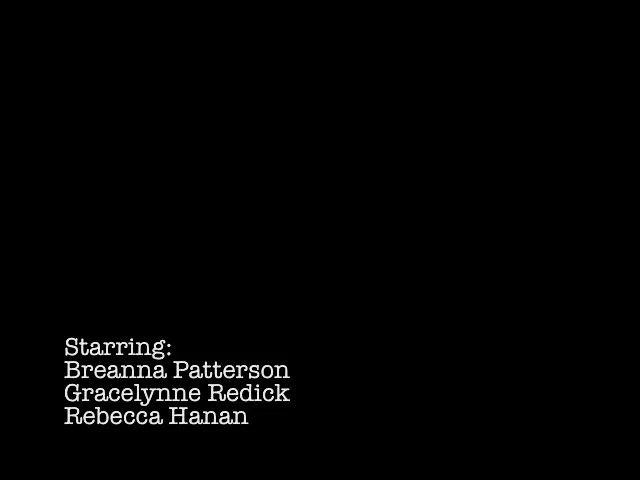 Starring:
Breanna Patterson
Gracelynne Redick
Rebecca Hanan